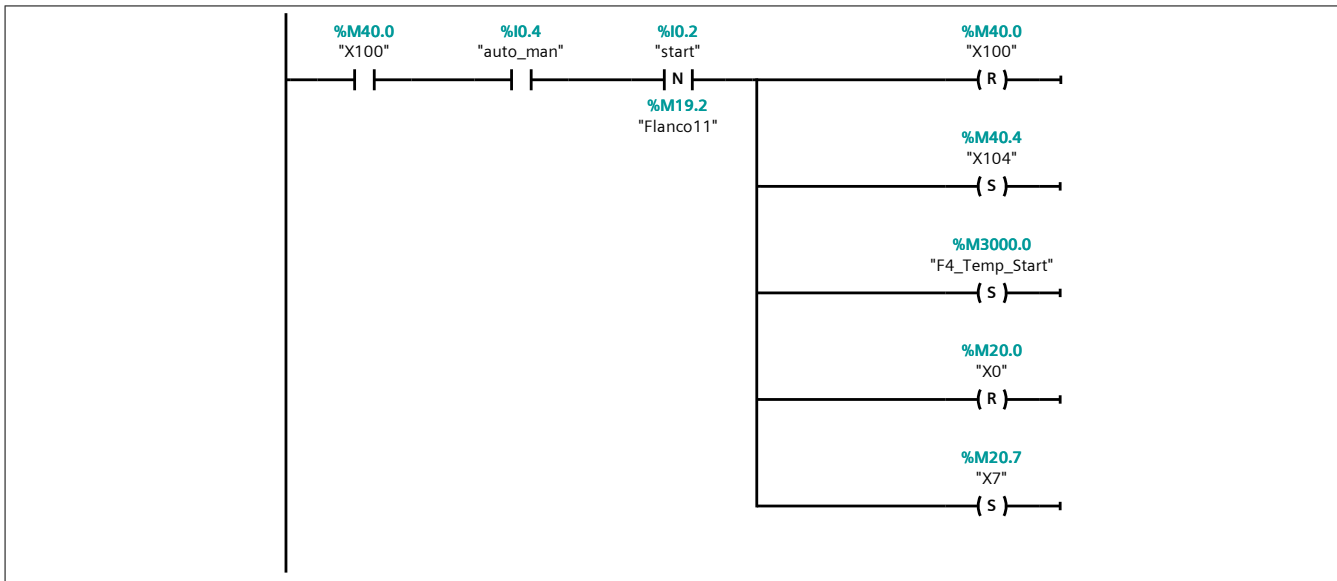 %M40.0
"X100"
%I0.4
"auto_man"
%I0.2
"start"
N
%M19.2
"Flanco11"
%M40.0
"X100"
R
%M40.4
"X104"
S
%M3000.0
"F4_Temp_Start"
S
%M20.0
"X0"
R
%M20.7
"X7"
S